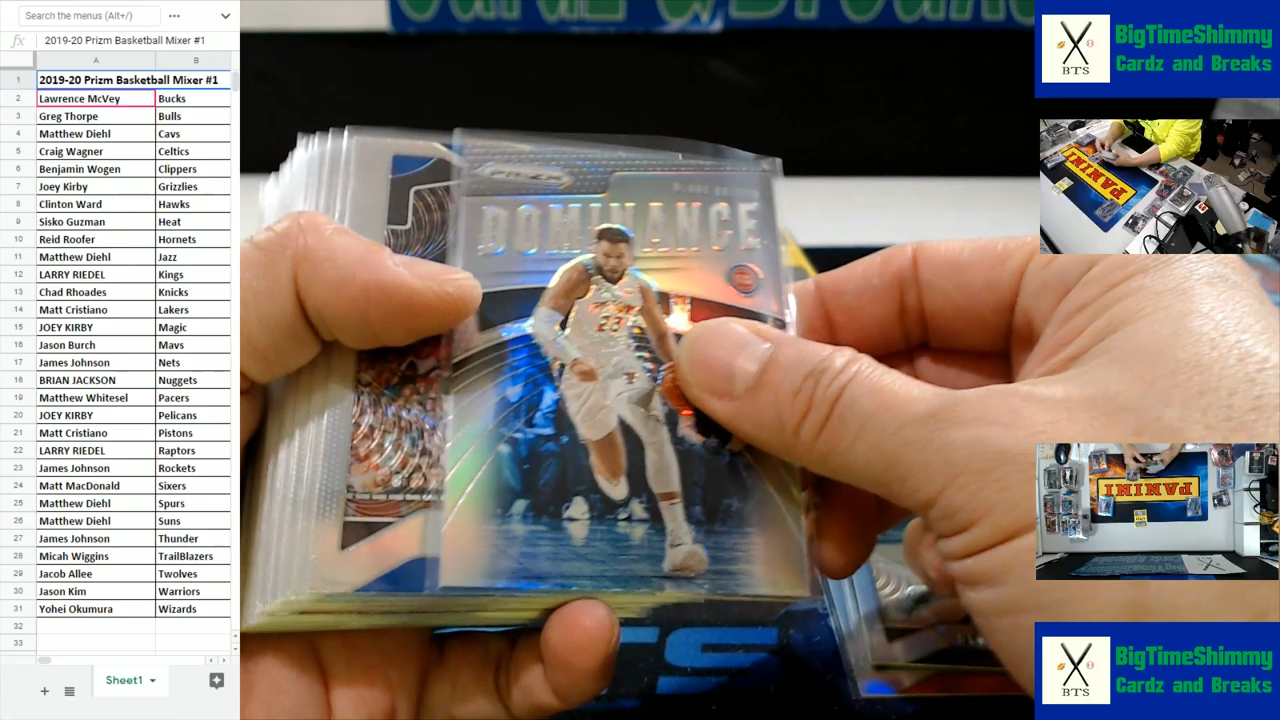 Search the menus (Alt+/)
fx 2019-20 Prizm Basketball Mixer #1
A B
1 2019-20 Prizm Basketball Mixer #1
2 Lawrence McVey Bucks
3 Greg Thorpe Bulls
4 Matthew Diehl Cavs
5 Craig Wagner Celtics
6 Benjamin Wogen Clippers
7 Joey Kirby Grizzlies
8 Clinton Ward Hawks
9 Sisko Guzman Heat
10 Reid Roofer Hornets
11 Matthew Diehl Jazz
12 LARRY RIEDEL Kings
13 Chad Rhoades Knicks
14 Matt Cristiano Lakers
15 JOEY KIRBY Magic
16 Jason Burch Mavs
17 James Johnson Nets
18 BRIAN JACKSON Nuggets
19 Matthew Whitesel Pacers
20 JOEY KIRBY Pelicans
21 Matt Cristiano Pistons
22 LARRY RIEDEL Raptors
23 James Johnson Rockets
24 Matt MacDonald Sixers
25 Matthew Diehl Spurs
26 Matthew Diehl Suns
27 James Johnson Thunder
28 Micah Wiggins TrailBlazers
29 Jacob Allee Twolves
30 Jason Kim Warriors
31 Yohei Okumura Wizards
32
33
Sheet1
PRIZM
DOMINANCE
23
BTS
BigTimeShimmy
Cardz and Breaks
PANINI
PANINI
BTS
BigTimeShimmy
Cardz and Breaks